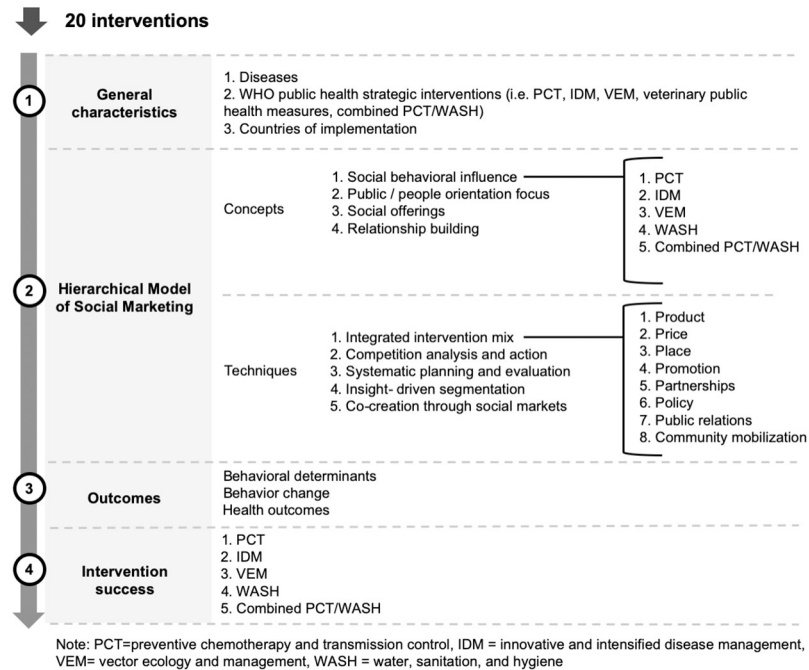 20 interventions
1
General
characteristics
1. Diseases
2. WHO public health strategic interventions (i.e. PCT, IDM, VEM, veterinary public
health measures, combined PCT/WASH)
3. Countries of implementation
2
Hierarchical Model
of Social Marketing
Concepts
1. Social behavioral influence
2. Public / people orientation focus
3. Social offerings
4. Relationship building
1. PCT
2. IDM
3. VEM
4. WASH
5. Combined PCT/WASH
Techniques
1. Integrated intervention mix
2. Competition analysis and action
3. Systematic planning and evaluation
4. Insight- driven segmentation
5. Co-creation through social markets
1. Product
2. Price
3. Place
4. Promotion
5. Partnerships
6. Policy
7. Public relations
8. Community mobilization
3
Outcomes
Behavioral determinants
Behavior change
Health outcomes
4
Intervention
success
1. PCT
2. IDM
3. VEM
4. WASH
5. Combined PCT/WASH
Note: PCT=preventive chemotherapy and transmission control, IDM = innovative and intensified disease management,
VEM= vector ecology and management, WASH = water, sanitation, and hygiene